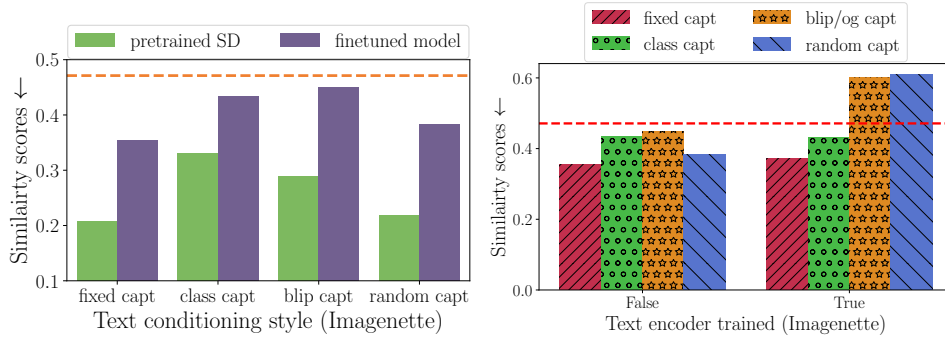 pretrained SD
finetuned model
0.5
0.4
0.3
0.2
0.1
Similairty scores ←
fixed capt
class capt
blip capt
random capt
Text conditioning style (Imagenette)
fixed capt
blip/og capt
class capt
random capt
0.6
0.4
0.2
0.0
Similairty scores ←
False
True
Text encoder trained (Imagenette)